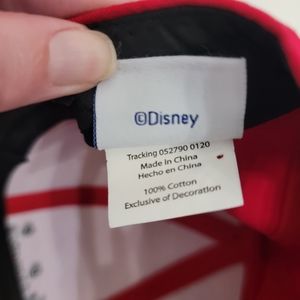 ©Disney
Tracking 052790 0120
Made in China
Hecho en China
100% Cotton
Exclusive of Decoration